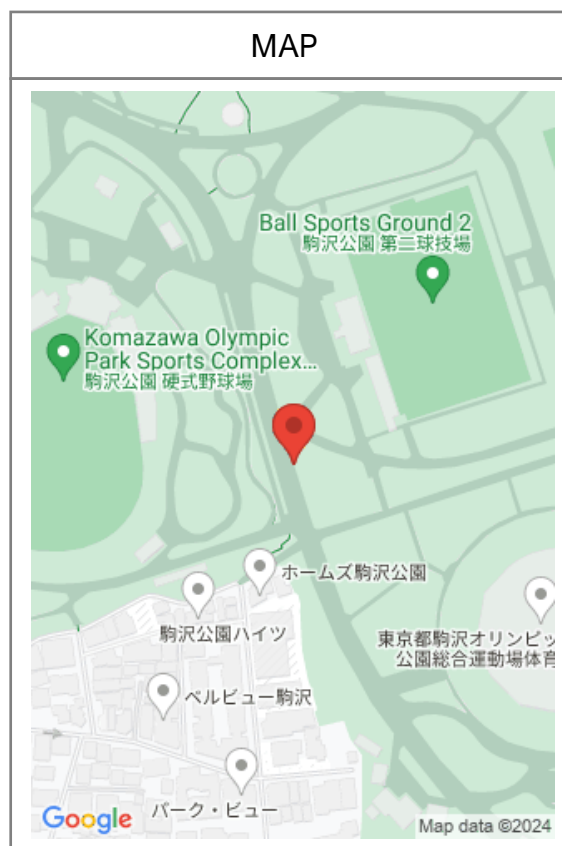 MAP
Ball Sports Ground 2
駒沢公園 第二球技場
Komazawa Olympic
Park Sports Complex...
駒沢公園 硬式野球場
ホームズ駒沢公園
駒沢公園ハイツ
東京都駒沢オリンピッ
公園総合運動場体育
ベルビュー駒沢
パーク・ビュー
Google
Map data ©2024